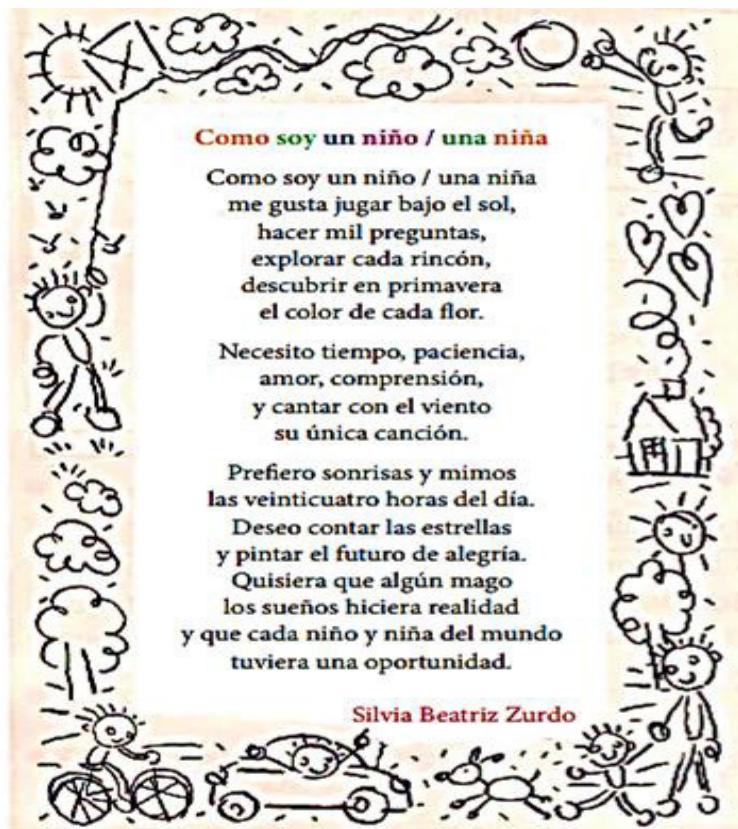 Como soy un niño / una niña
Como soy un niño / una niña
me gusta jugar bajo el sol,
hacer mil preguntas,
explorar cada rincón,
descubrir en primavera
el color de cada flor.
Necesito tiempo, paciencia,
amor, comprensión,
y cantar con el viento
su única canción.
Prefiero sonrisas y mimos
las veinticuatro horas del día.
Deseo contar las estrellas
y pintar el futuro de alegría.
Quisiera que algún mago
los sueños hiciera realidad
y que cada niño y niña del mundo
tuviera una oportunidad.
Silvia Beatriz Zurdo